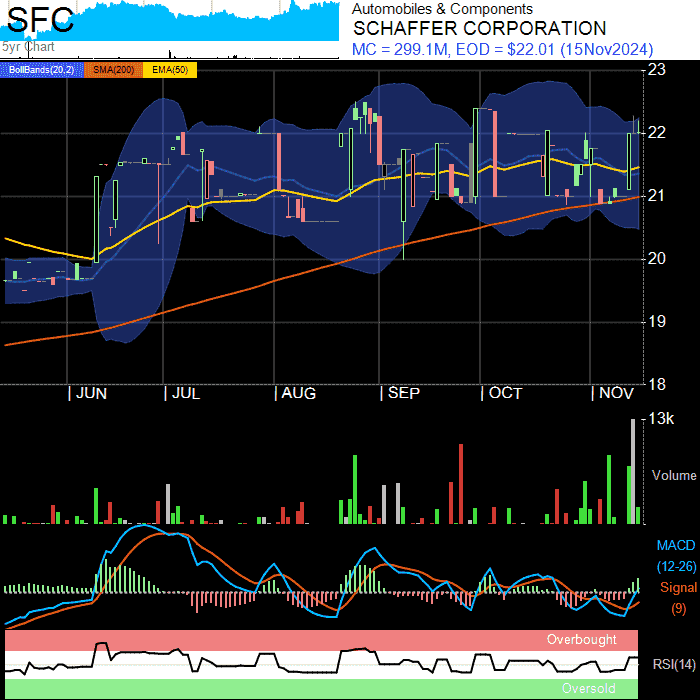 SFC
5yr Chart
Automobiles & Components
SCHAFFER CORPORATION
MC = 299.1M, EOD = $22.01 (15Nov2024)
BollBands(20,2) SMA(200) EMA(50)
23
22
21
20
19
18
JUN JUL AUG SEP OCT NOV
13k
Volume
MACD
(12-26)
Signal
(9)
Overbought
RSI(14)
Oversold